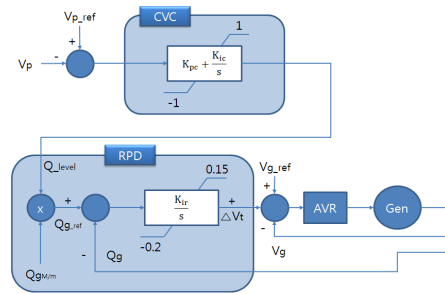 Vp_ref
CVC
+
1
Vp
-
Kpc + Kic/s
-1
RPD
Q_level
0.15
Vg_ref
+
x
+
Qg_ref
Kir/s
+
△Vt
AVR
Gen
-
-0.2
-
Qg
Vg
QgM/m